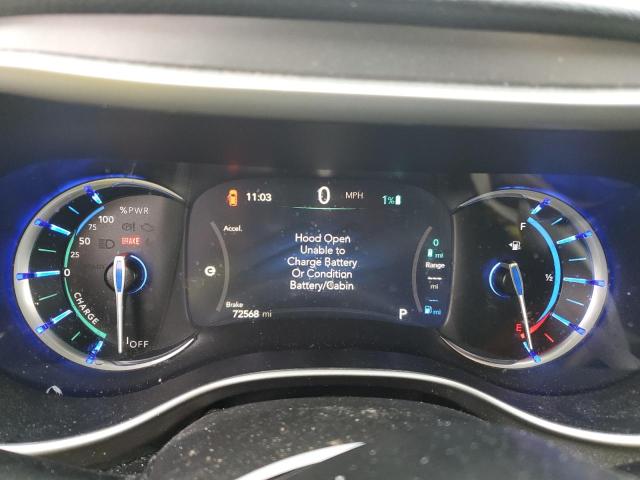 11:03
0 MPH
1%
%PWR
100
75
50
BRAKE
0
CHARGE
OFF
Accel.
Hood Open
Unable to
Charge Battery
Or Condition
Battery/Cabin
Brake
72568 mi
P
0
mi
Range
--- 
mi
mi
F
½
E